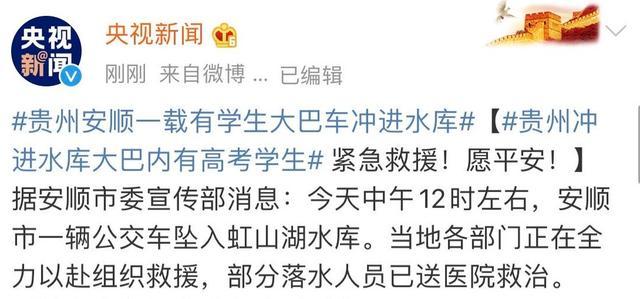 央视
新闻
央视新闻
刚刚 来自微博 ... 已编辑
#贵州安顺一载有学生大巴车冲进水库#【#贵州冲
进水库大巴内有高考学生# 紧急救援！愿平安！】
据安顺市委宣传部消息：今天中午12时左右，安顺
市一辆公交车坠入虹山湖水库。当地各部门正在全
力以赴组织救援，部分落水人员已送医院救治。